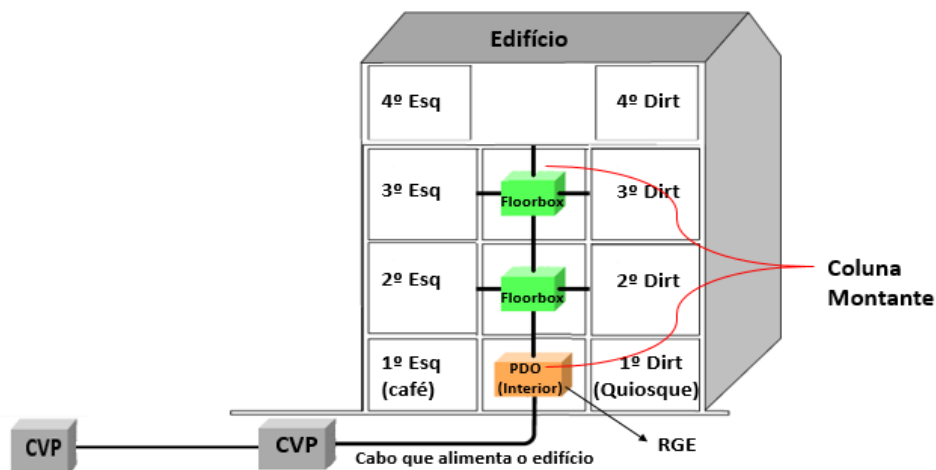 Edifício
4º Esq
4º Dirt
3º Esq
Floorbox
3º Dirt
2º Esq
Floorbox
2º Dirt
Coluna
Montante
1º Esq
(café)
PDO
(Interior)
1º Dirt
(Quiosque)
RGE
CVP
CVP
Cabo que alimenta o edifício